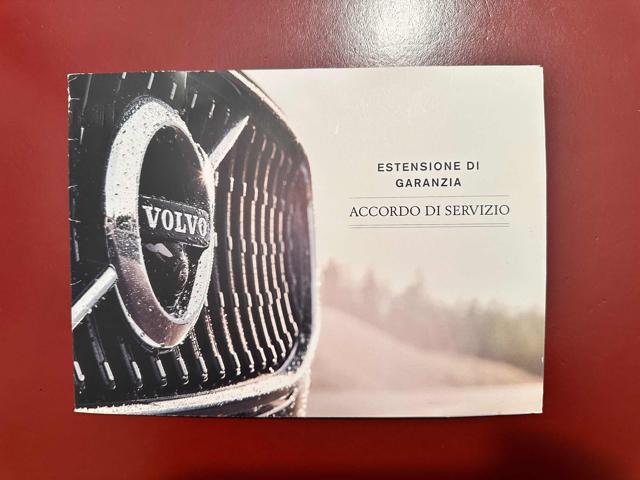 VOLVO
ESTENSIONE DI
GARANZIA
ACCORDO DI SERVIZIO